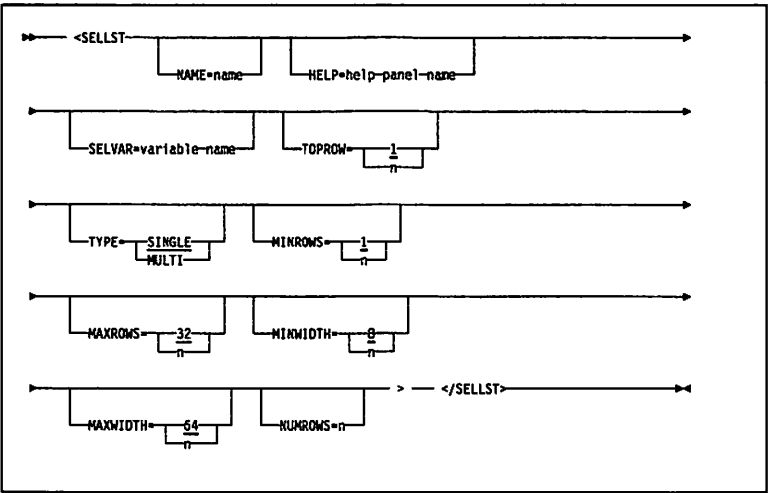 <SELLST
NAME=name HELP=help-panel-name
SELVAR=variable-name TOPROW= 1
n
TYPE= SINGLE MINROWS= 1
MULTI n
MAXROWS= 32 MINWIDTH= 8
n n
> </SELLST>
MAXWIDTH= 64 NUMROWS=n
n